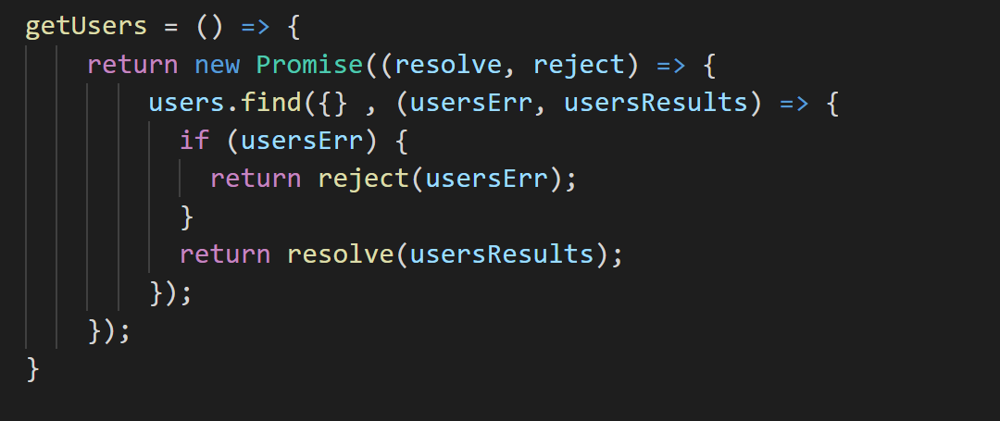 getUsers = () => {
return new Promise((resolve, reject) => {
users.find({} , (usersErr, usersResults) => {
if (usersErr) {
return reject(usersErr);
}
return resolve(usersResults);
});
});
}